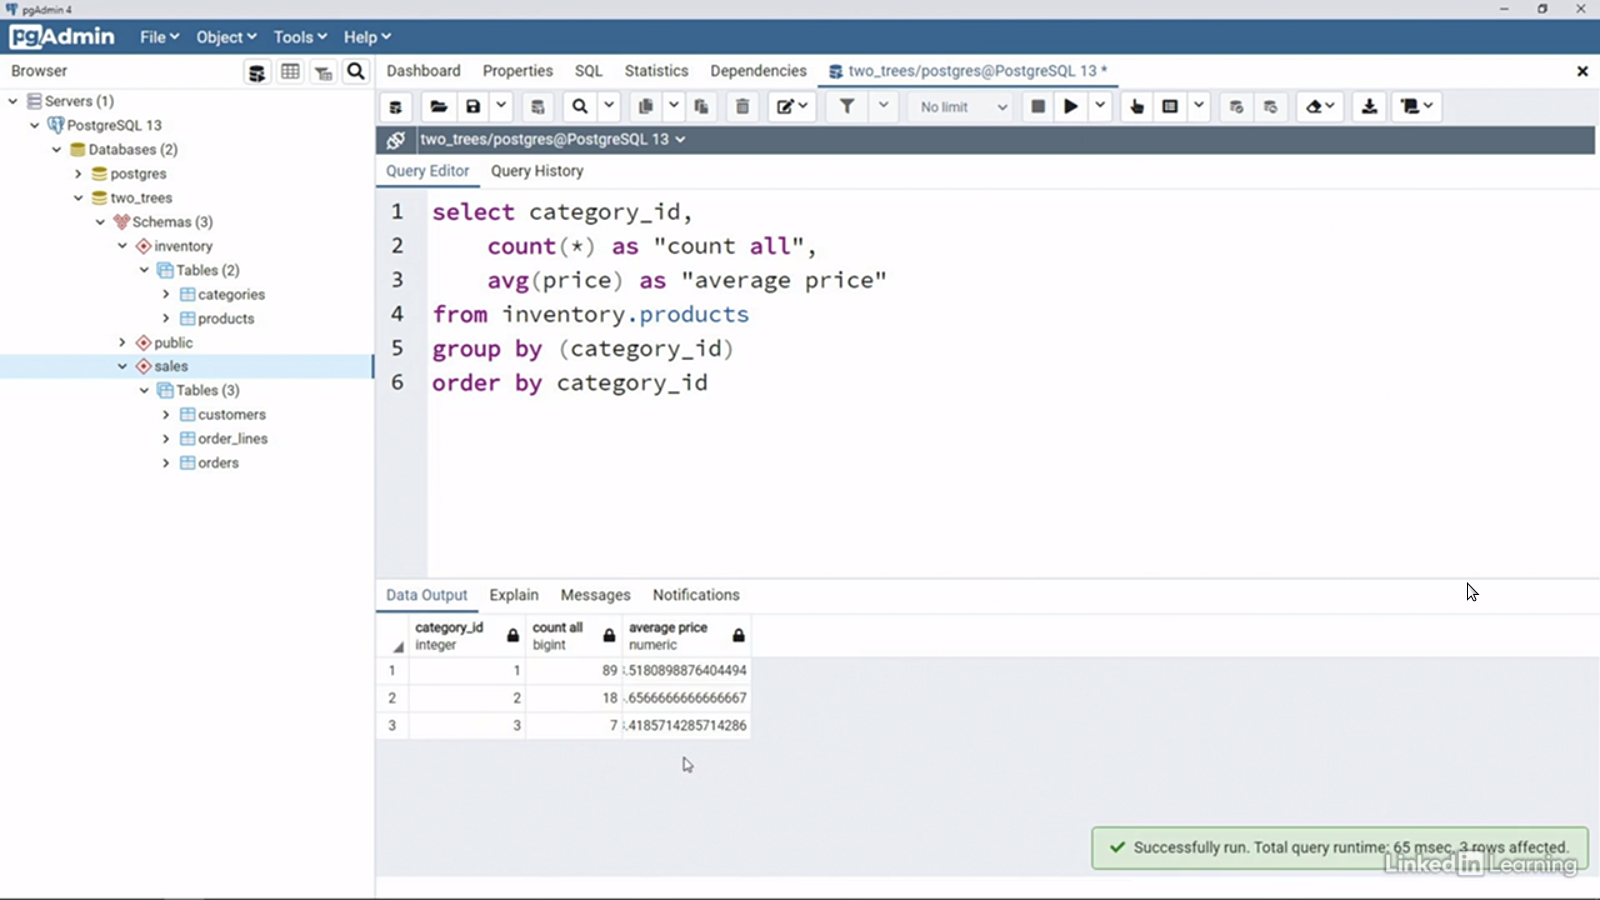 pgAdmin 4
pgAdmin File Object Tools Help
Browser
Dashboard Properties SQL Statistics Dependencies two_trees/postgres@PostgreSQL 13 *
Servers (1)
PostgreSQL 13
Databases (2)
postgres
two_trees
Schemas (3)
inventory
Tables (2)
categories
products
public
sales
Tables (3)
customers
order_lines
orders
No limit
two_trees/postgres@PostgreSQL 13
Query Editor Query History
1 select category_id,
2 count(*) as "count all",
3 avg(price) as "average price"
4 from inventory.products
5 group by (category_id)
6 order by category_id
Data Output Explain Messages Notifications
category_id count all average price
integer bigint numeric
1 1 89 .5180898876404494
2 2 18 .6566666666666667
3 3 7 .4185714285714286
Successfully run. Total query runtime: 65 msec. 3 rows affected.
LinkedIn Learning